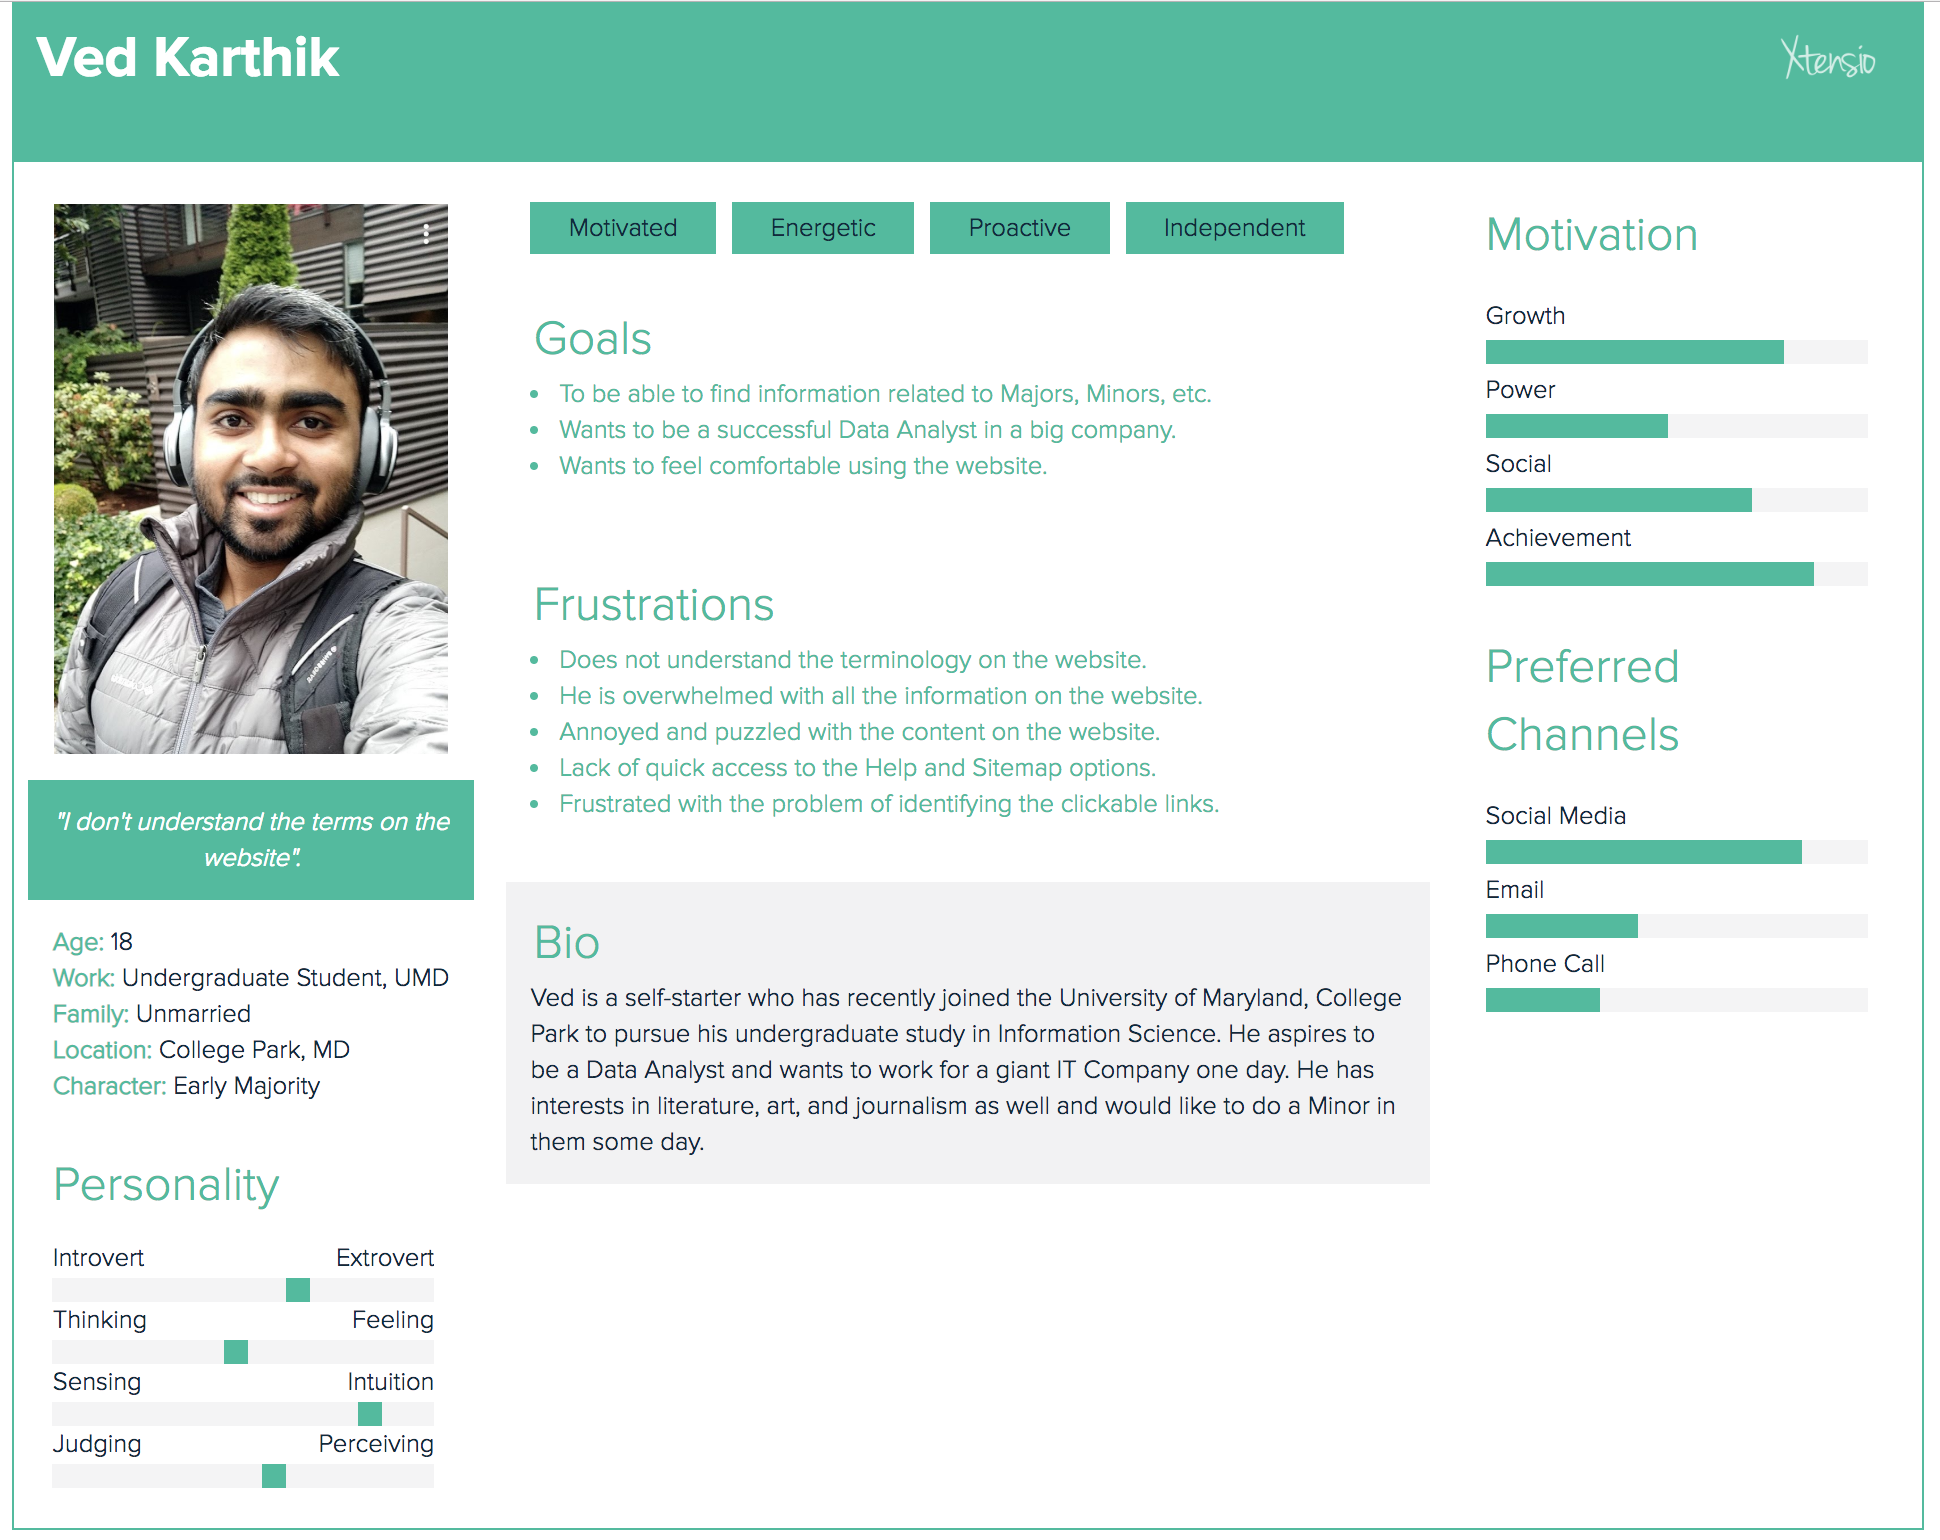 Ved Karthik
Xtensio
Motivated
Energetic
Proactive
Independent
"I don't understand the terms on the
website".
Age: 18
Work: Undergraduate Student, UMD
Family: Unmarried
Location: College Park, MD
Character: Early Majority
Personality
Introvert Extrovert
Thinking Feeling
Sensing Intuition
Judging Perceiving
Goals
• To be able to find information related to Majors, Minors, etc.
• Wants to be a successful Data Analyst in a big company.
• Wants to feel comfortable using the website.
Frustrations
• Does not understand the terminology on the website.
• He is overwhelmed with all the information on the website.
• Annoyed and puzzled with the content on the website.
• Lack of quick access to the Help and Sitemap options.
• Frustrated with the problem of identifying the clickable links.
Bio
Ved is a self-starter who has recently joined the University of Maryland, College
Park to pursue his undergraduate study in Information Science. He aspires to
be a Data Analyst and wants to work for a giant IT Company one day. He has
interests in literature, art, and journalism as well and would like to do a Minor in
them some day.
Motivation
Growth
Power
Social
Achievement
Preferred
Channels
Social Media
Email
Phone Call